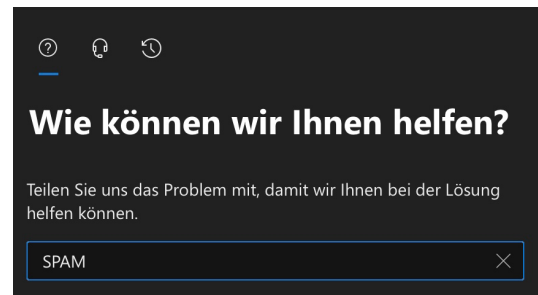 Wie können wir Ihnen helfen?
Teilen Sie uns das Problem mit, damit wir Ihnen bei der Lösung
helfen können.
SPAM